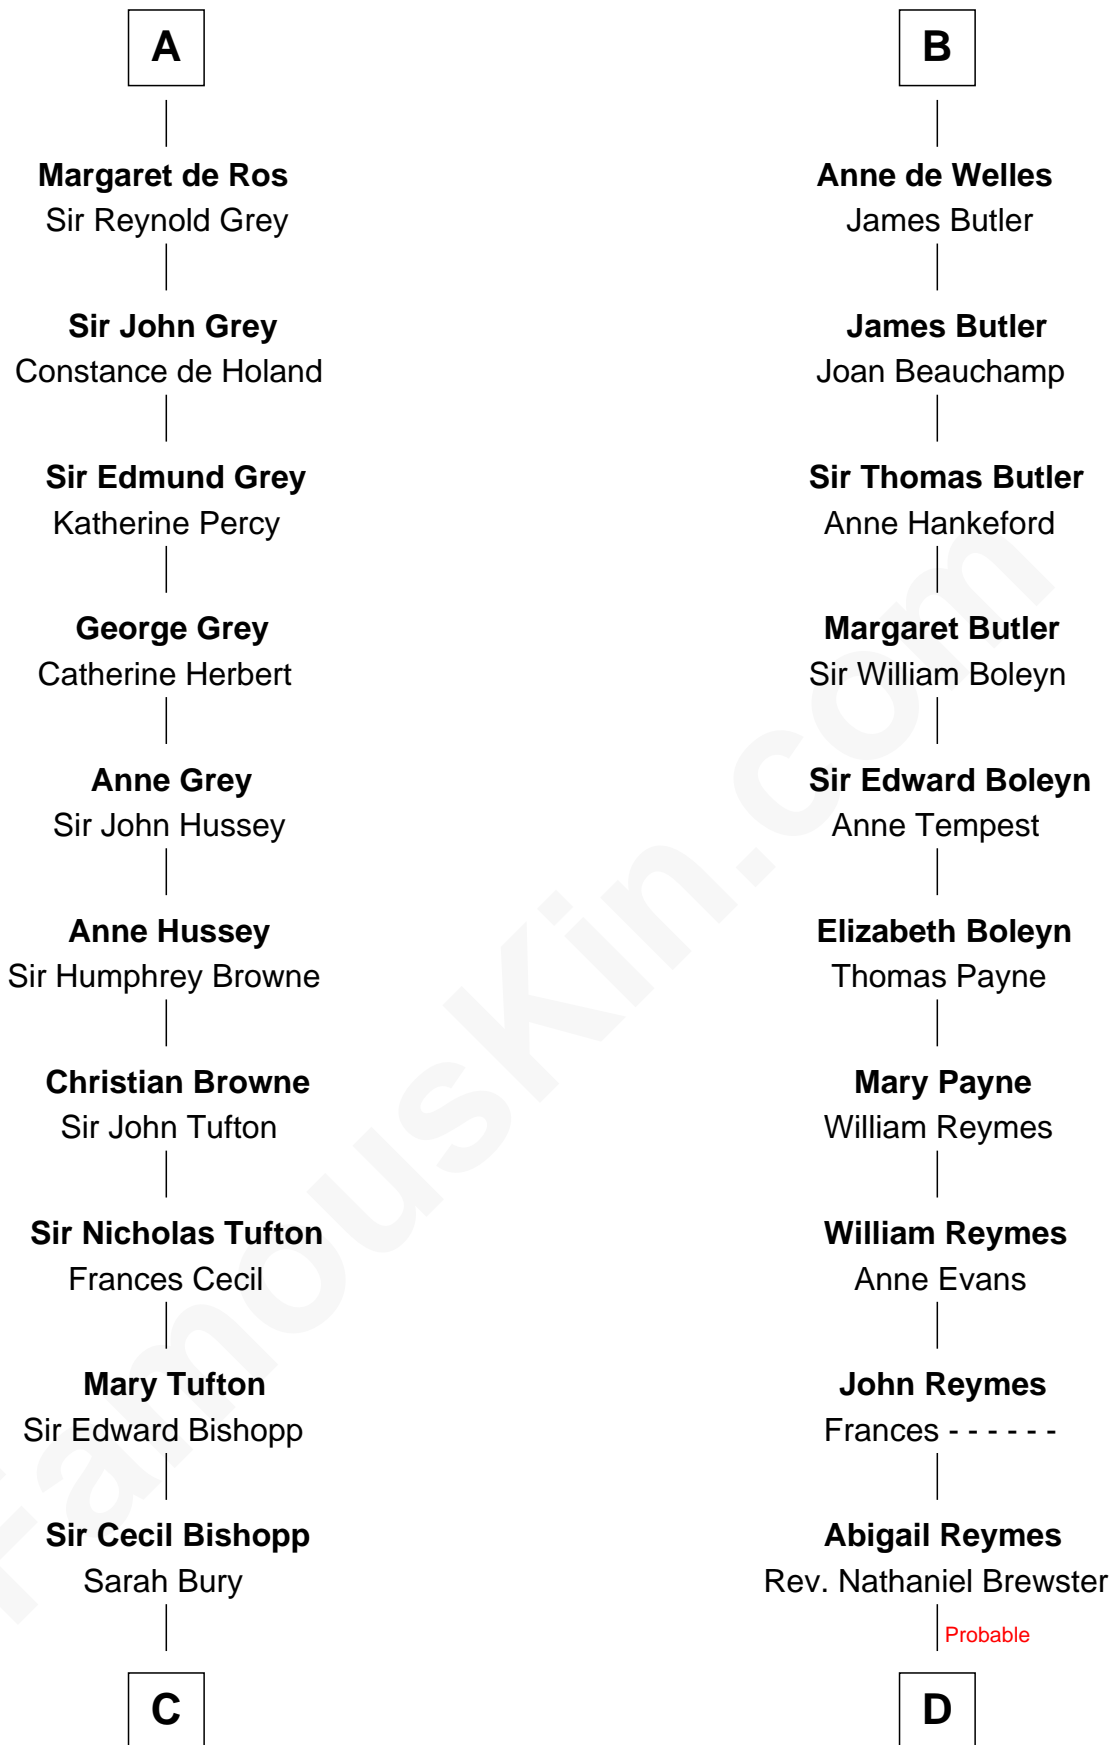 A
Margaret de Ros
Sir Reynold Grey
Sir John Grey
Constance de Holand
Sir Edmund Grey
Katherine Percy
George Grey
Catherine Herbert
Anne Grey
Sir John Hussey
Anne Hussey
Sir Humphrey Browne
Christian Browne
Sir John Tufton
Sir Nicholas Tufton
Frances Cecil
Mary Tufton
Sir Edward Bishopp
Sir Cecil Bishopp
Sarah Bury
C
B
Anne de Welles
James Butler
James Butler
Joan Beauchamp
Sir Thomas Butler
Anne Hankeford
Margaret Butler
Sir William Boleyn
Sir Edward Boleyn
Anne Tempest
Elizabeth Boleyn
Thomas Payne
Mary Payne
William Reymes
William Reymes
Anne Evans
John Reymes
Frances - - - - - -
Abigail Reymes
Rev. Nathaniel Brewster
Probable
D
FamousKin.com